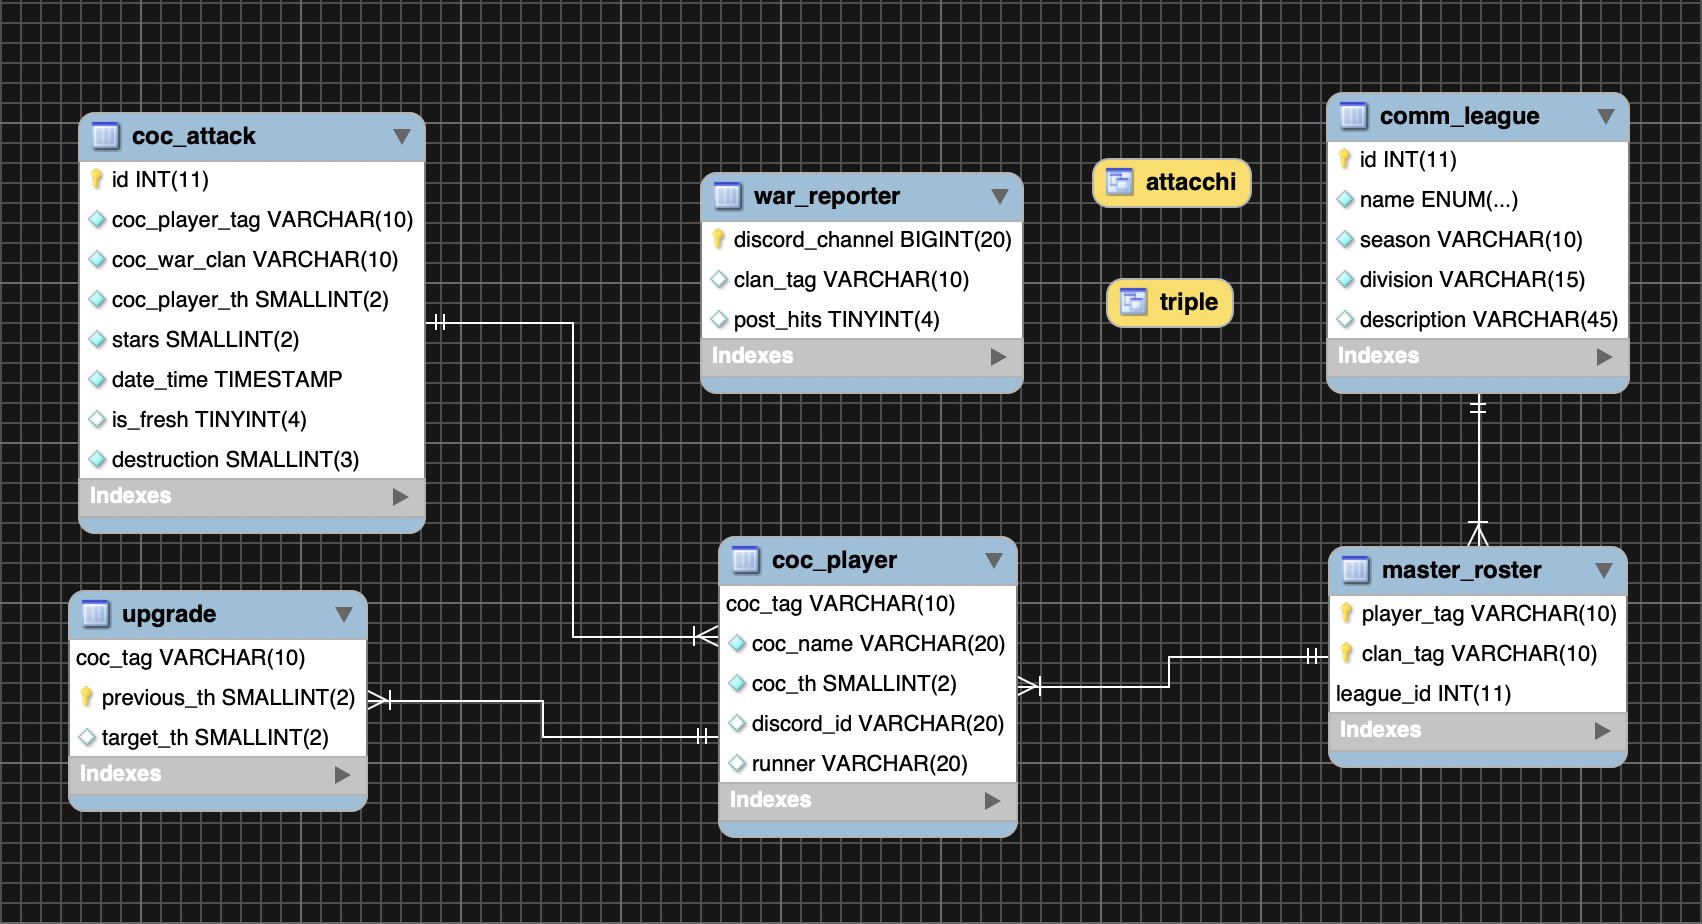 coc_attack
id INT(11)
coc_player_tag VARCHAR(10)
coc_war_clan VARCHAR(10)
coc_player_th SMALLINT(2)
stars SMALLINT(2)
date_time TIMESTAMP
is_fresh TINYINT(4)
destruction SMALLINT(3)
Indexes
upgrade
coc_tag VARCHAR(10)
previous_th SMALLINT(2)
target_th SMALLINT(2)
Indexes
war_reporter
discord_channel BIGINT(20)
clan_tag VARCHAR(10)
post_hits TINYINT(4)
Indexes
coc_player
coc_tag VARCHAR(10)
coc_name VARCHAR(20)
coc_th SMALLINT(2)
discord_id VARCHAR(20)
runner VARCHAR(20)
Indexes
attacchi
triple
comm_league
id INT(11)
name ENUM(...)
season VARCHAR(10)
division VARCHAR(15)
description VARCHAR(45)
Indexes
master_roster
player_tag VARCHAR(10)
clan_tag VARCHAR(10)
league_id INT(11)
Indexes